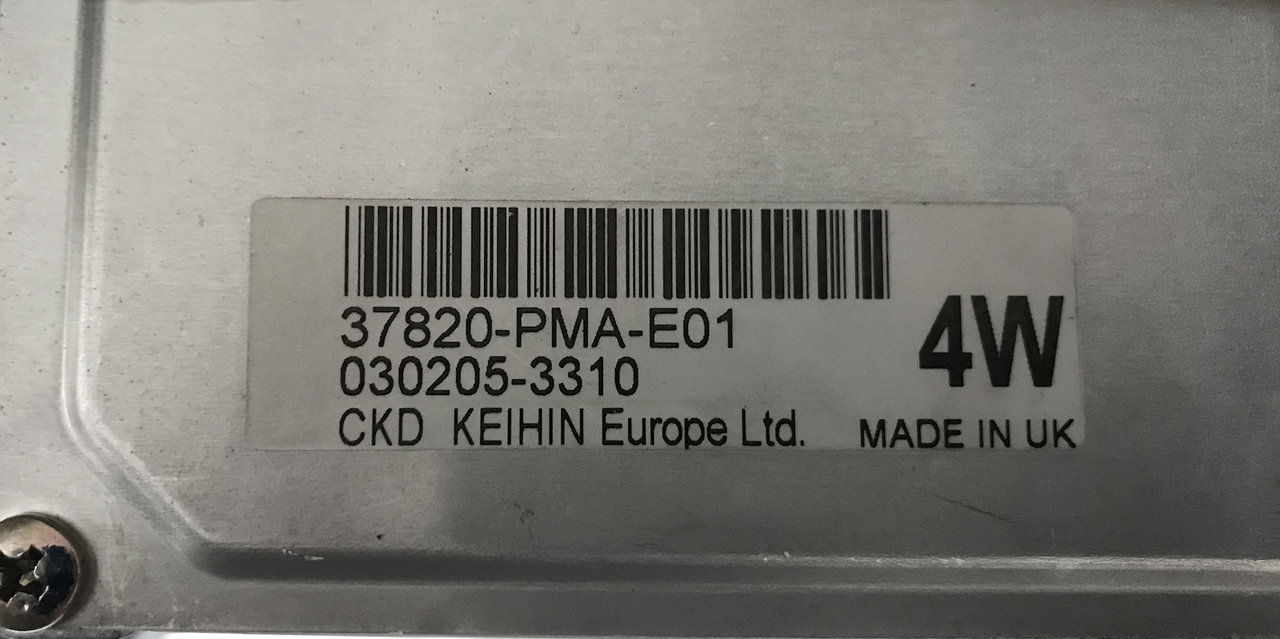 37820-PMA-E01
030205-3310
4W
CKD KEIHIN Europe Ltd. MADE IN UK